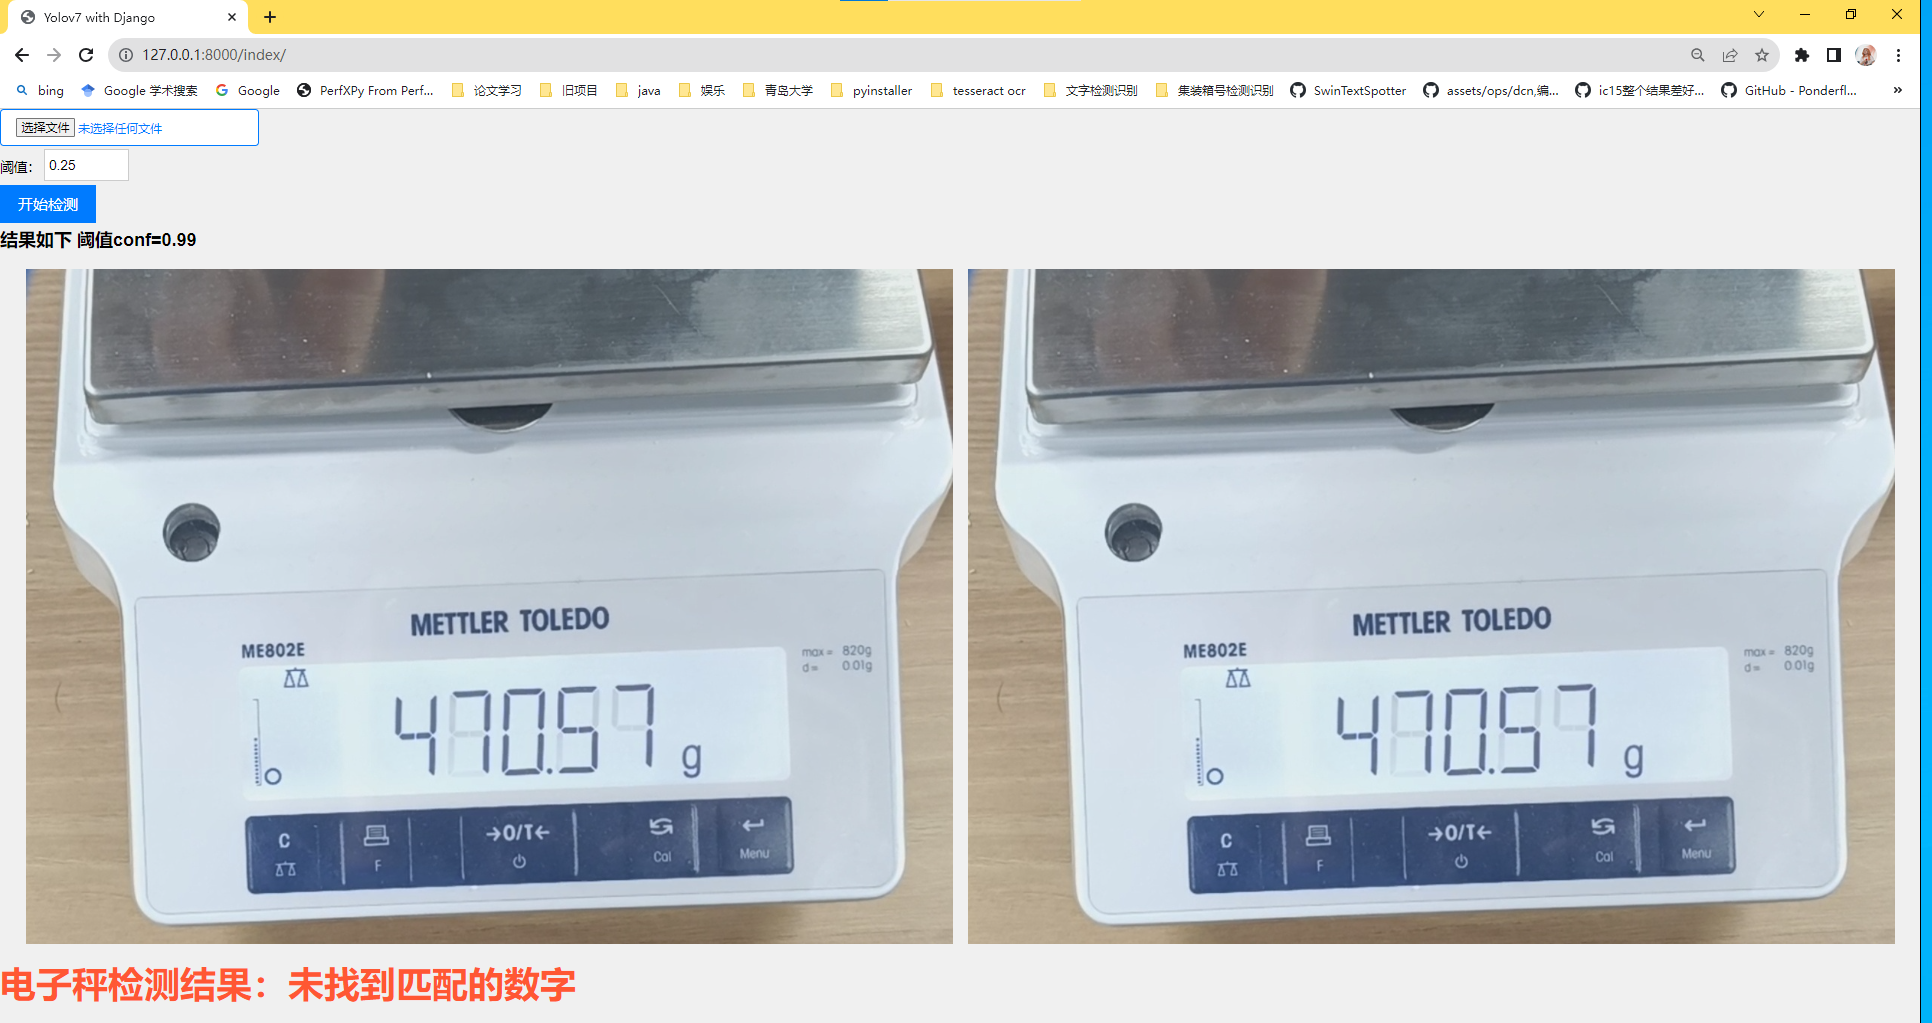 Yolov7 with Django
127.0.0.1:8000/index/
bing
Google 学术搜索
Google
PerfXPy From Perf...
论文学习
旧项目
java
娱乐
青岛大学
pyinstaller
tesseract ocr
文字检测识别
集装箱号检测识别
SwinTextSpotter
assets/ops/dcn,编...
ic15整个结果差好...
GitHub - Ponderfl...
»
选择文件 未选择任何文件
阈值： 0.25
开始检测
结果如下 阈值conf=0.99
METTLER TOLEDO
ME802E
max = 820g
d = 0.01g
470.57 g
C
F
→0/T←
Cal
Menu
METTLER TOLEDO
ME802E
max = 820g
d = 0.01g
470.57 g
C
F
→0/T←
Cal
Menu
电子秤检测结果：未找到匹配的数字